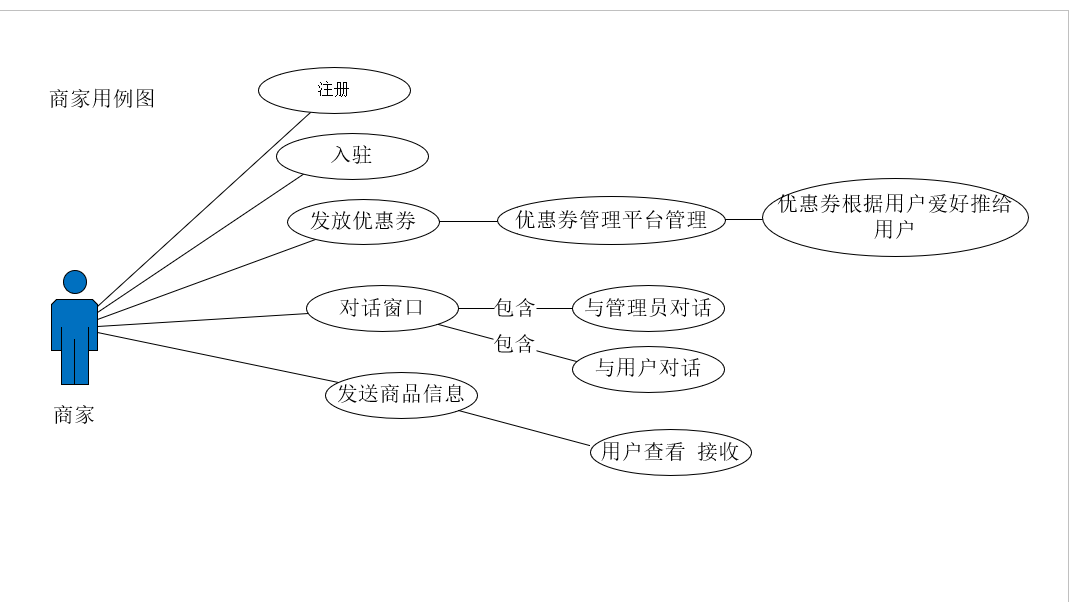 商家用例图
注册
入驻
发放优惠券
优惠券管理平台管理
优惠券根据用户爱好推给
用户
对话窗口
包含
与管理员对话
包含
与用户对话
发送商品信息
用户查看 接收
商家